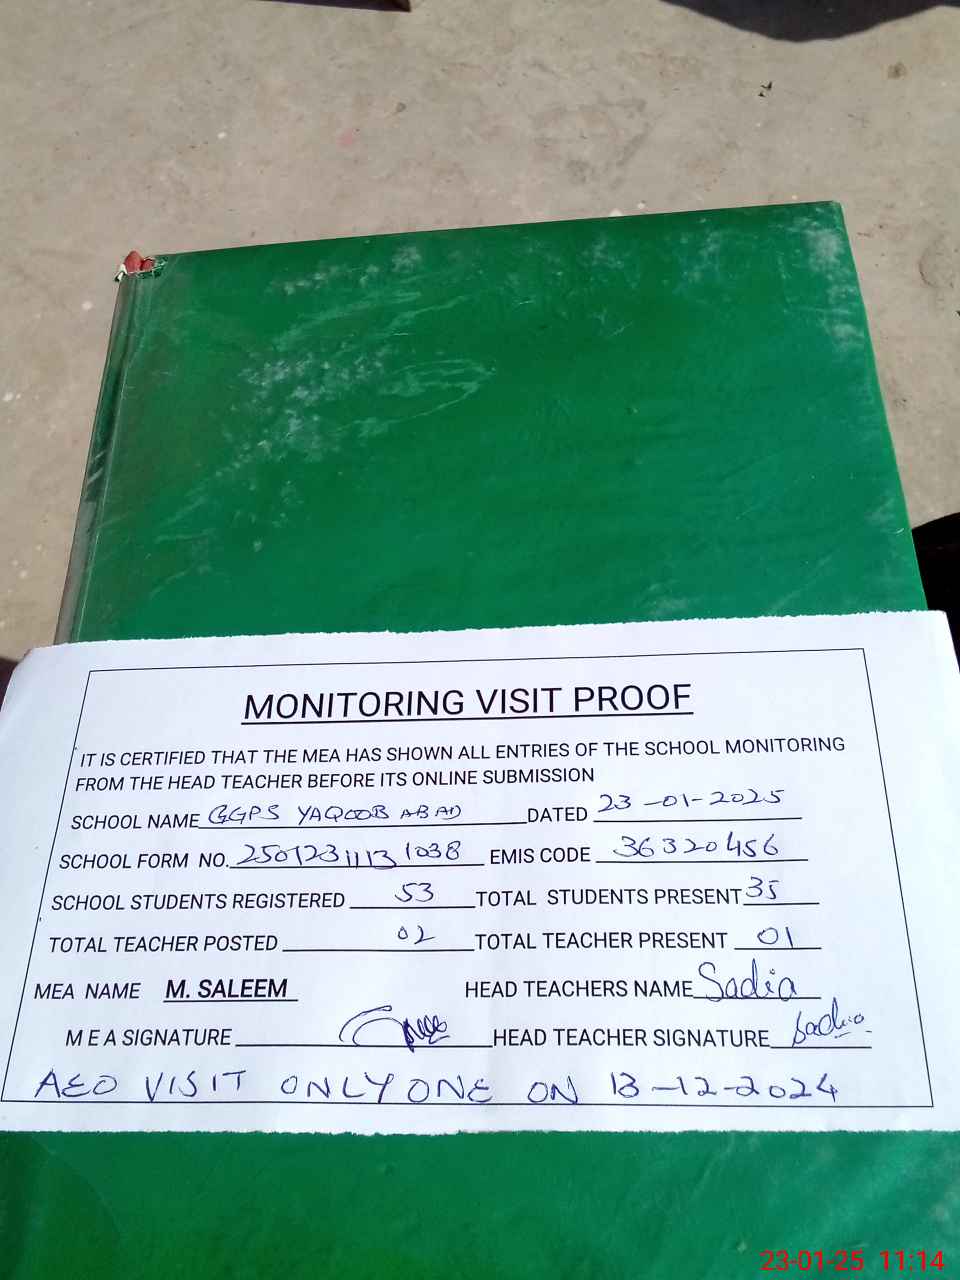 MONITORING VISIT PROOF
IT IS CERTIFIED THAT THE MEA HAS SHOWN ALL ENTRIES OF THE SCHOOL MONITORING
FROM THE HEAD TEACHER BEFORE ITS ONLINE SUBMISSION
SCHOOL NAME GGPS YAQOOB ABAD DATED 23-01-2025
SCHOOL FORM NO. 25012311131038 EMIS CODE 36320456
SCHOOL STUDENTS REGISTERED 53 TOTAL STUDENTS PRESENT 35
TOTAL TEACHER POSTED 02 TOTAL TEACHER PRESENT 01
MEA NAME M. SALEEM HEAD TEACHERS NAME Sadia
M E A SIGNATURE HEAD TEACHER SIGNATURE Sadia
AEO VISIT ONLY ONE ON 13-12-2024
23-01-25 11:14